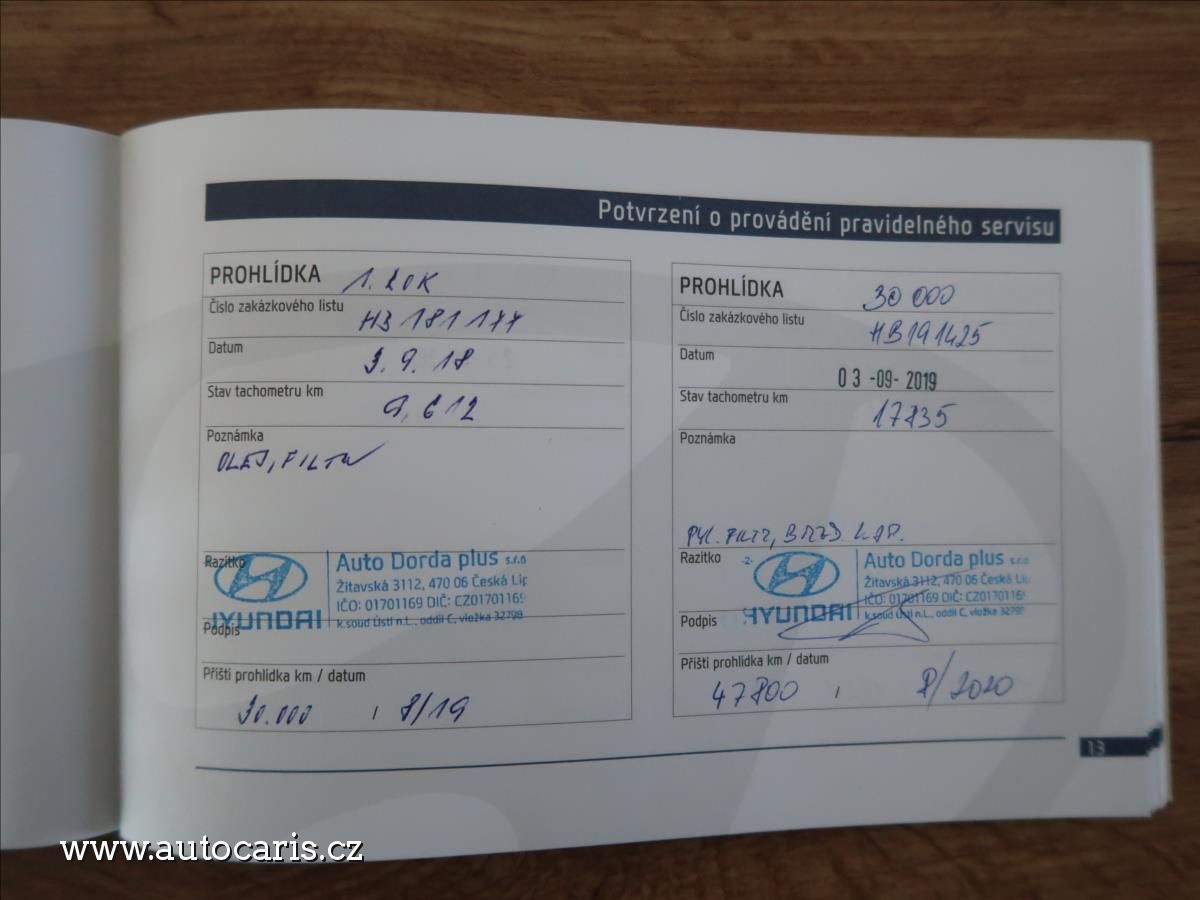 Potvrzení o provádění pravidelného servisu
PROHLÍDKA 1. ROK
Číslo zakázkového listu
HB 181 177
Datum
3. 9. 18
Stav tachometru km
9,612
Poznámka
OLEJ, FILTR
Razítko
HYUNDAI
Auto Dorda plus s.r.o
Žitavská 3112, 470 06 Česká Líp
IČO: 01701169 DIČ: CZ01701169
k.soud Ústí n.L., oddíl C, vložka 32798
Podpis
Příští prohlídka km / datum
30.000 / 8/19
PROHLÍDKA 30 000
Číslo zakázkového listu
HB191425
Datum
03 -09- 2019
Stav tachometru km
17835
Poznámka
PYL. FILTR, BRZD. KAP.
Razítko
-2-
HYUNDAI
Auto Dorda plus s.r.o
Žitavská 3112, 470 06 Česká Lí
IČO: 01701169 DIČ: CZ0170116
k.soud Ústí n.L., oddíl C, vložka 3279
Podpis
Příští prohlídka km / datum
47800 / 8/2020
13
www.autocaris.cz